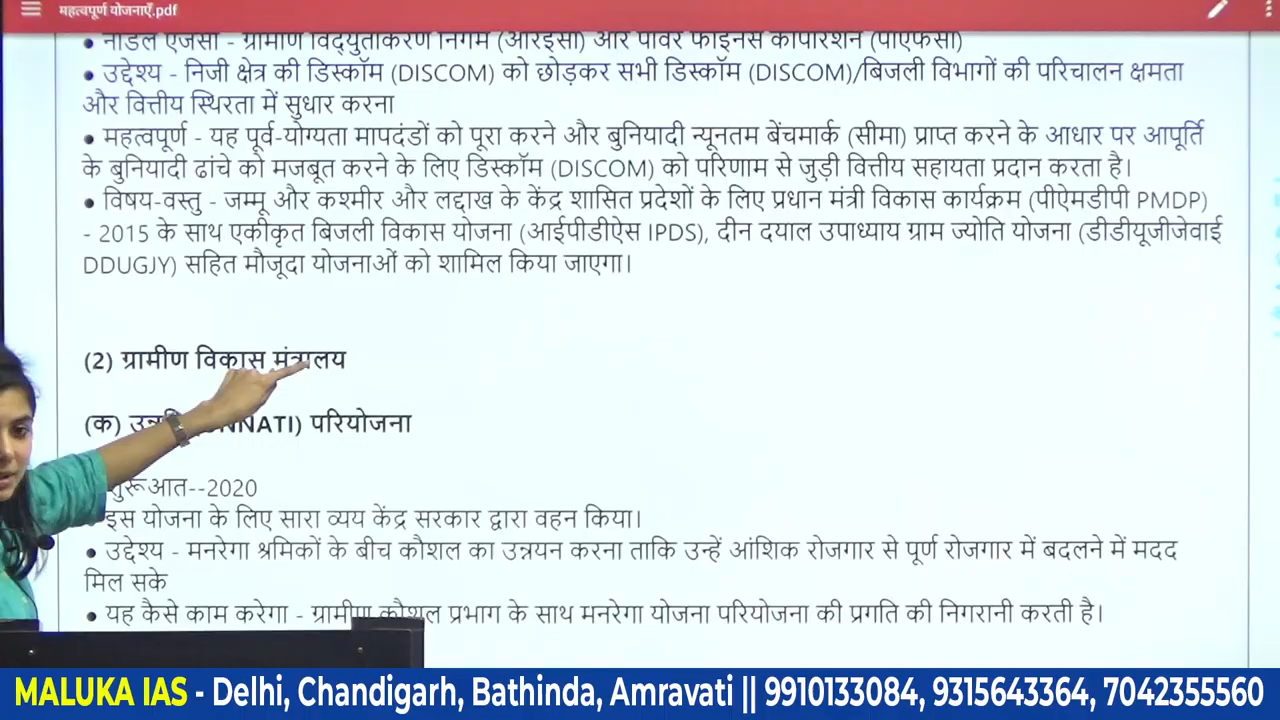 महत्वपूर्ण योजनाएँ.pdf
• नोडल एजेंसी - ग्रामीण विद्युतीकरण निगम (आरईसी) और पावर फाइनेंस कॉर्पोरेशन (पीएफसी)
• उद्देश्य - निजी क्षेत्र की डिस्कॉम (DISCOM) को छोड़कर सभी डिस्कॉम (DISCOM)/बिजली विभागों की परिचालन क्षमता
और वित्तीय स्थिरता में सुधार करना
• महत्वपूर्ण - यह पूर्व-योग्यता मापदंडों को पूरा करने और बुनियादी न्यूनतम बेंचमार्क (सीमा) प्राप्त करने के आधार पर आपूर्ति
के बुनियादी ढांचे को मजबूत करने के लिए डिस्कॉम (DISCOM) को परिणाम से जुड़ी वित्तीय सहायता प्रदान करता है।
• विषय-वस्तु - जम्मू और कश्मीर और लद्दाख के केंद्र शासित प्रदेशों के लिए प्रधान मंत्री विकास कार्यक्रम (पीएमडीपी PMDP)
- 2015 के साथ एकीकृत बिजली विकास योजना (आईपीडीऐस IPDS), दीन दयाल उपाध्याय ग्राम ज्योति योजना (डीडीयूजीजेवाई
DDUGJY) सहित मौजूदा योजनाओं को शामिल किया जाएगा।
(2) ग्रामीण विकास मंत्रालय
(क) परियोजना
शुरूआत--2020
इस योजना के लिए सारा व्यय केंद्र सरकार द्वारा वहन किया।
• उद्देश्य - मनरेगा श्रमिकों के बीच कौशल का उन्नयन करना ताकि उन्हें आंशिक रोजगार से पूर्ण रोजगार में बदलने में मदद
मिल सके
• यह कैसे काम करेगा - ग्रामीण कौशल प्रभाग के साथ मनरेगा योजना परियोजना की प्रगति की निगरानी करती है।
MALUKA IAS - Delhi, Chandigarh, Bathinda, Amravati || 9910133084, 9315643364, 7042355560